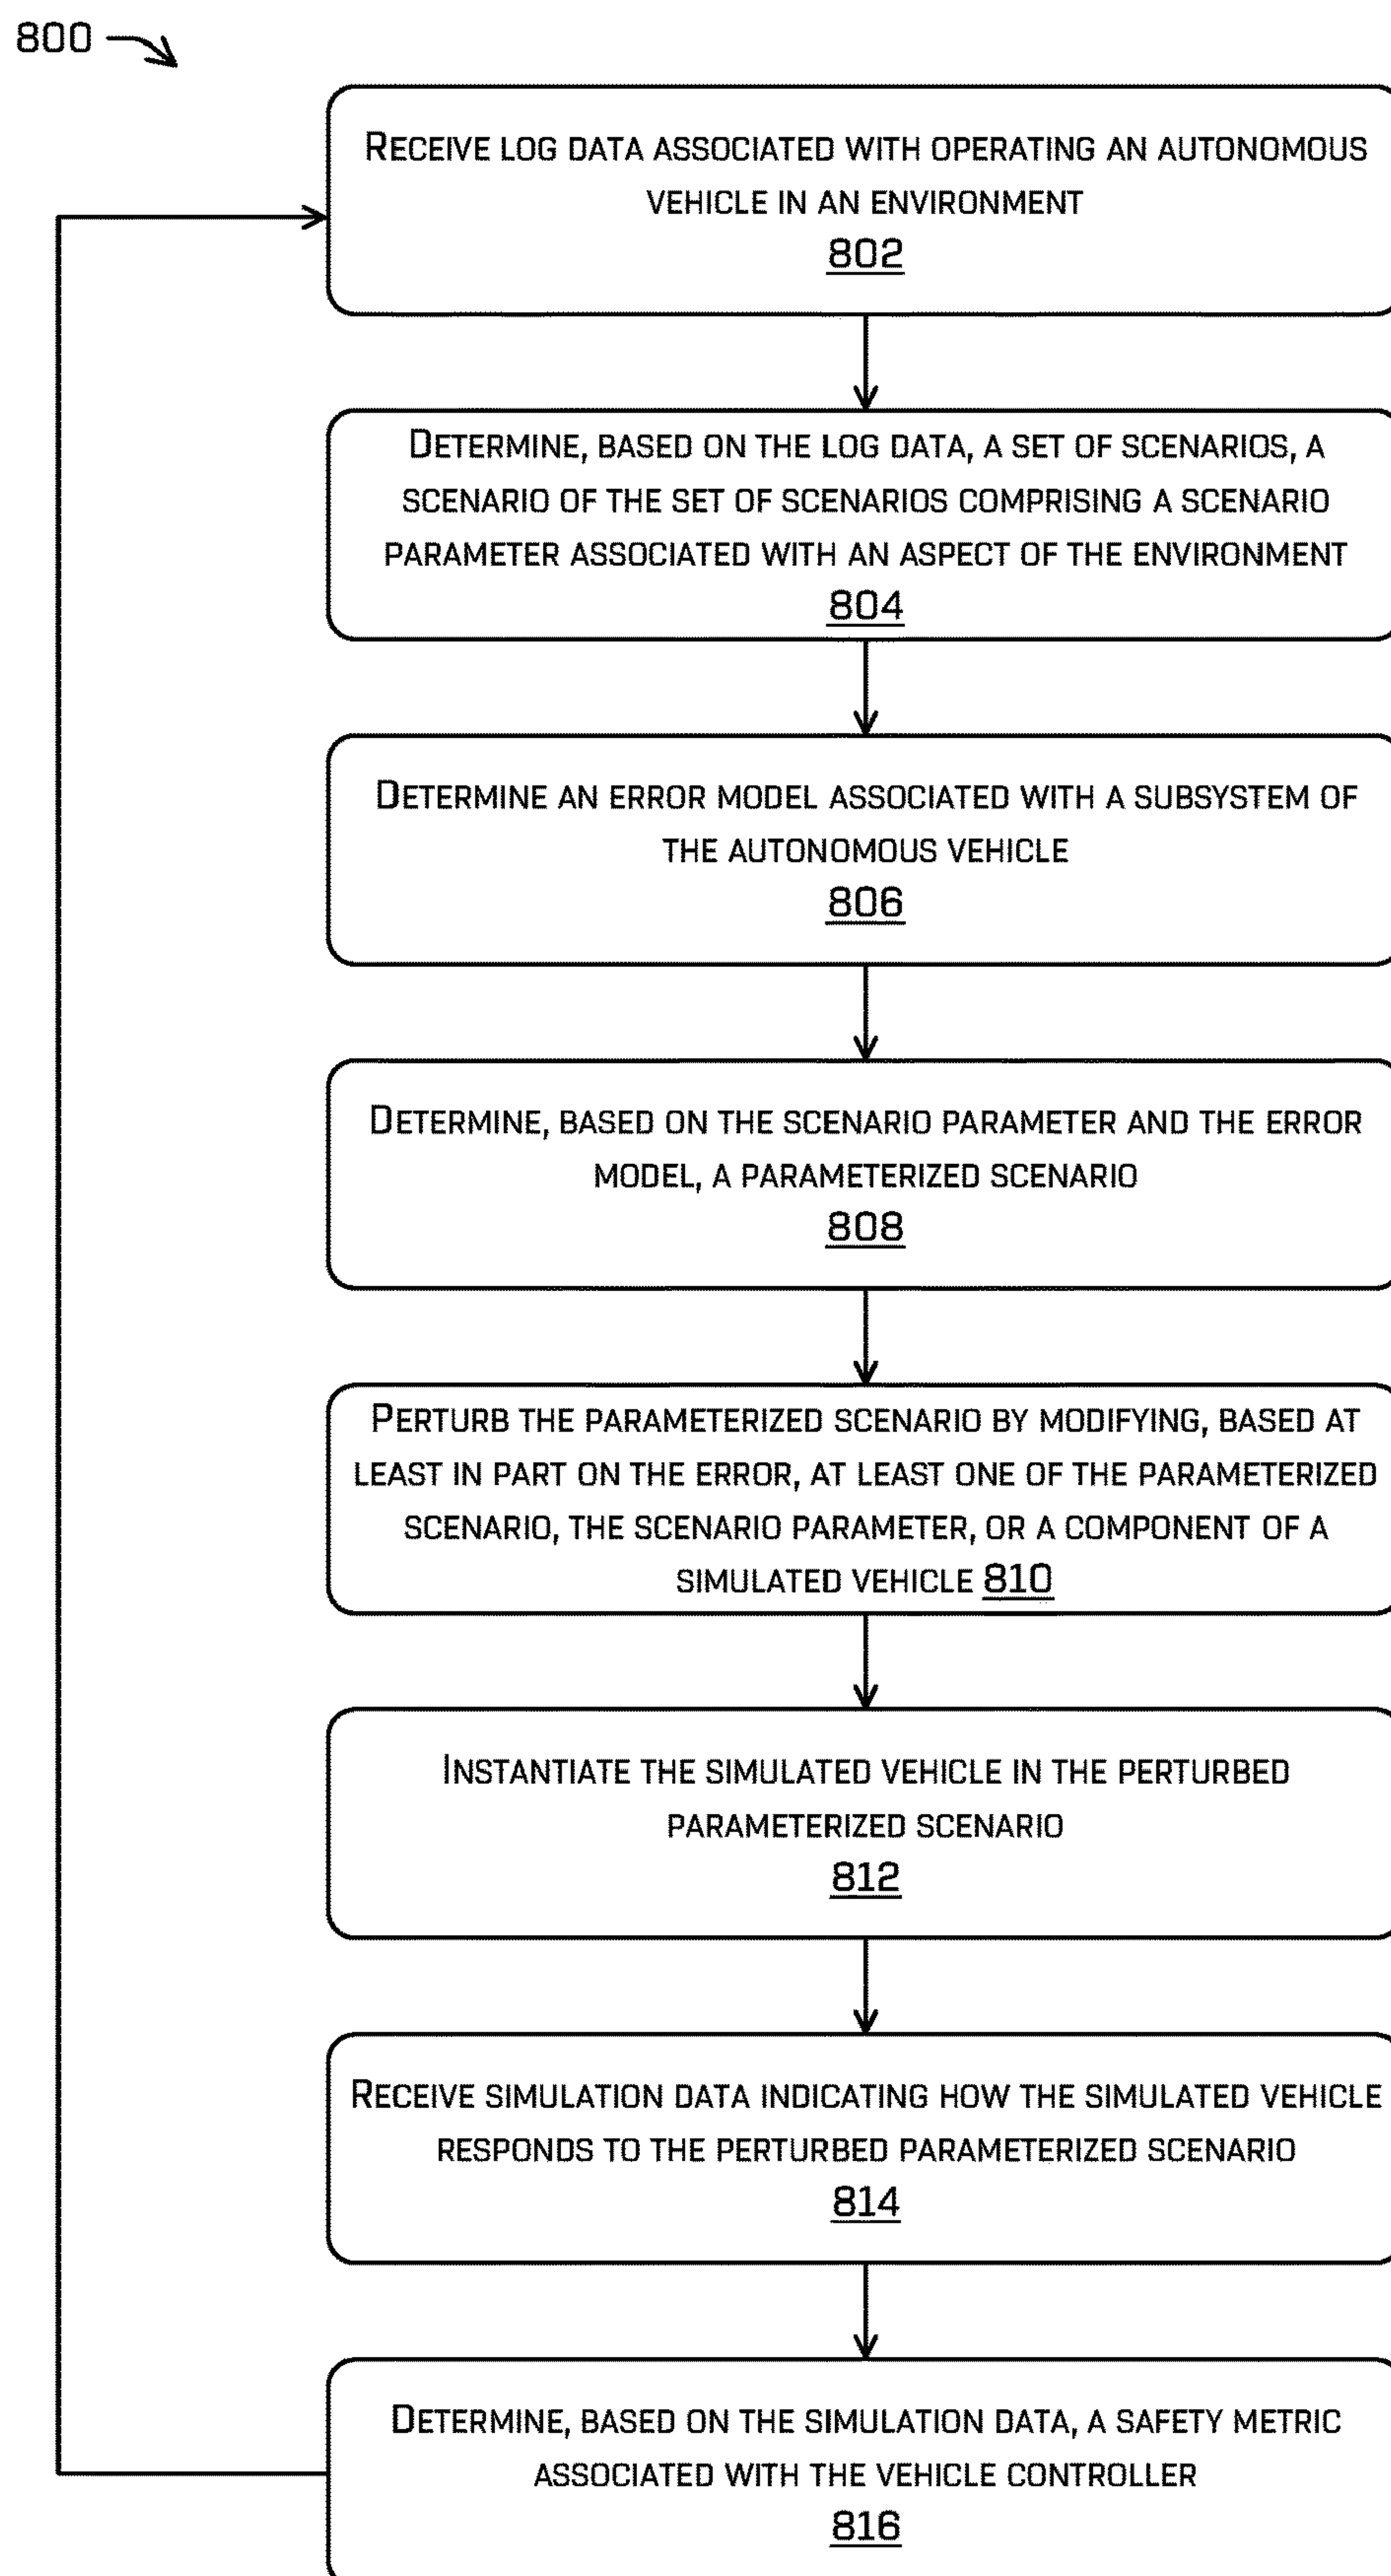 800
RECEIVE LOG DATA ASSOCIATED WITH OPERATING AN AUTONOMOUS
VEHICLE IN AN ENVIRONMENT
802
DETERMINE, BASED ON THE LOG DATA, A SET OF SCENARIOS, A
SCENARIO OF THE SET OF SCENARIOS COMPRISING A SCENARIO
PARAMETER ASSOCIATED WITH AN ASPECT OF THE ENVIRONMENT
804
DETERMINE AN ERROR MODEL ASSOCIATED WITH A SUBSYSTEM OF
THE AUTONOMOUS VEHICLE
806
DETERMINE, BASED ON THE SCENARIO PARAMETER AND THE ERROR
MODEL, A PARAMETERIZED SCENARIO
808
PERTURB THE PARAMETERIZED SCENARIO BY MODIFYING, BASED AT
LEAST IN PART ON THE ERROR, AT LEAST ONE OF THE PARAMETERIZED
SCENARIO, THE SCENARIO PARAMETER, OR A COMPONENT OF A
SIMULATED VEHICLE 810
INSTANTIATE THE SIMULATED VEHICLE IN THE PERTURBED
PARAMETERIZED SCENARIO
812
RECEIVE SIMULATION DATA INDICATING HOW THE SIMULATED VEHICLE
RESPONDS TO THE PERTURBED PARAMETERIZED SCENARIO
814
DETERMINE, BASED ON THE SIMULATION DATA, A SAFETY METRIC
ASSOCIATED WITH THE VEHICLE CONTROLLER
816